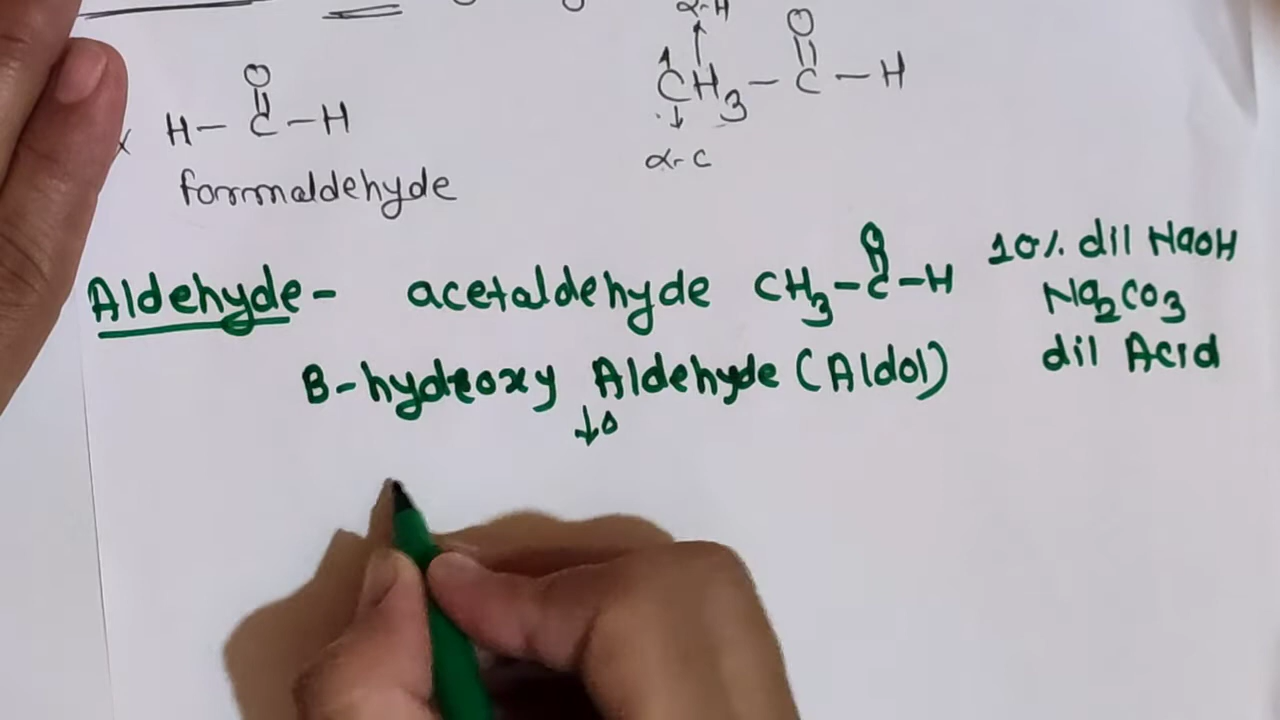 α-H
O
O
||
CH3 – C – H
||
H – C – H
↓
x
α-C
formaldehyde
Aldehyde - acetaldehyde CH3-C-H 10% dil NaOH
O
||
Na2CO3
B-hydroxy Aldehyde (Aldol) dil Acid
↓Δ